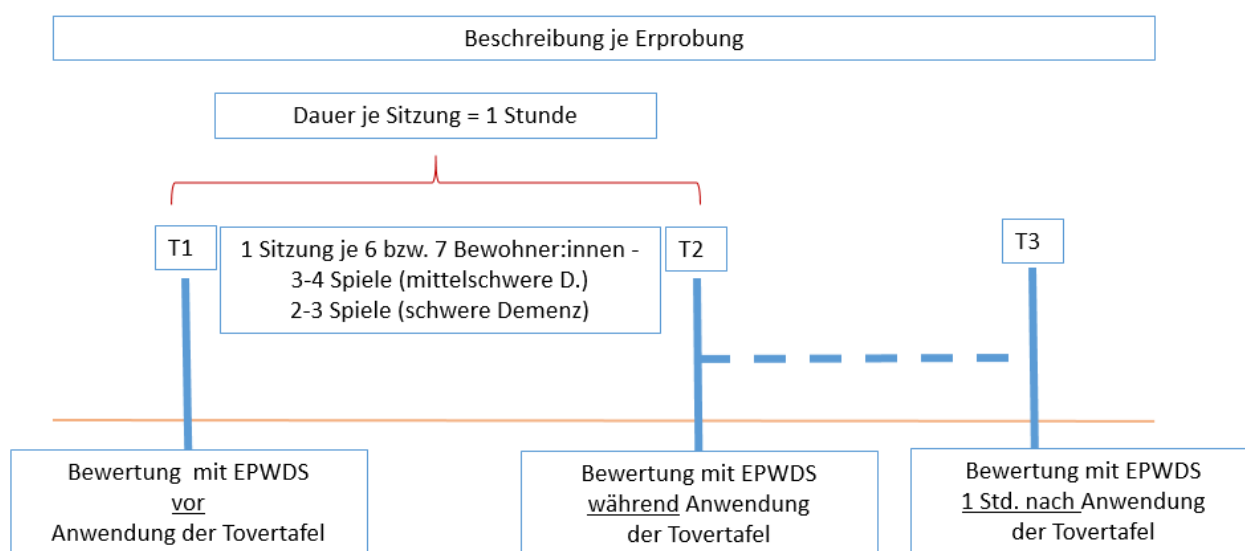 Beschreibung je Erprobung
Dauer je Sitzung = 1 Stunde
T1
1 Sitzung je 6 bzw. 7 Bewohner:innen -
3-4 Spiele (mittelschwere D.)
2-3 Spiele (schwere Demenz)
T2
T3
Bewertung mit EPWDS
vor
Anwendung der Tovertafel
Bewertung mit EPWDS
während Anwendung
der Tovertafel
Bewertung mit EPWDS
1 Std. nach Anwendung
der Tovertafel